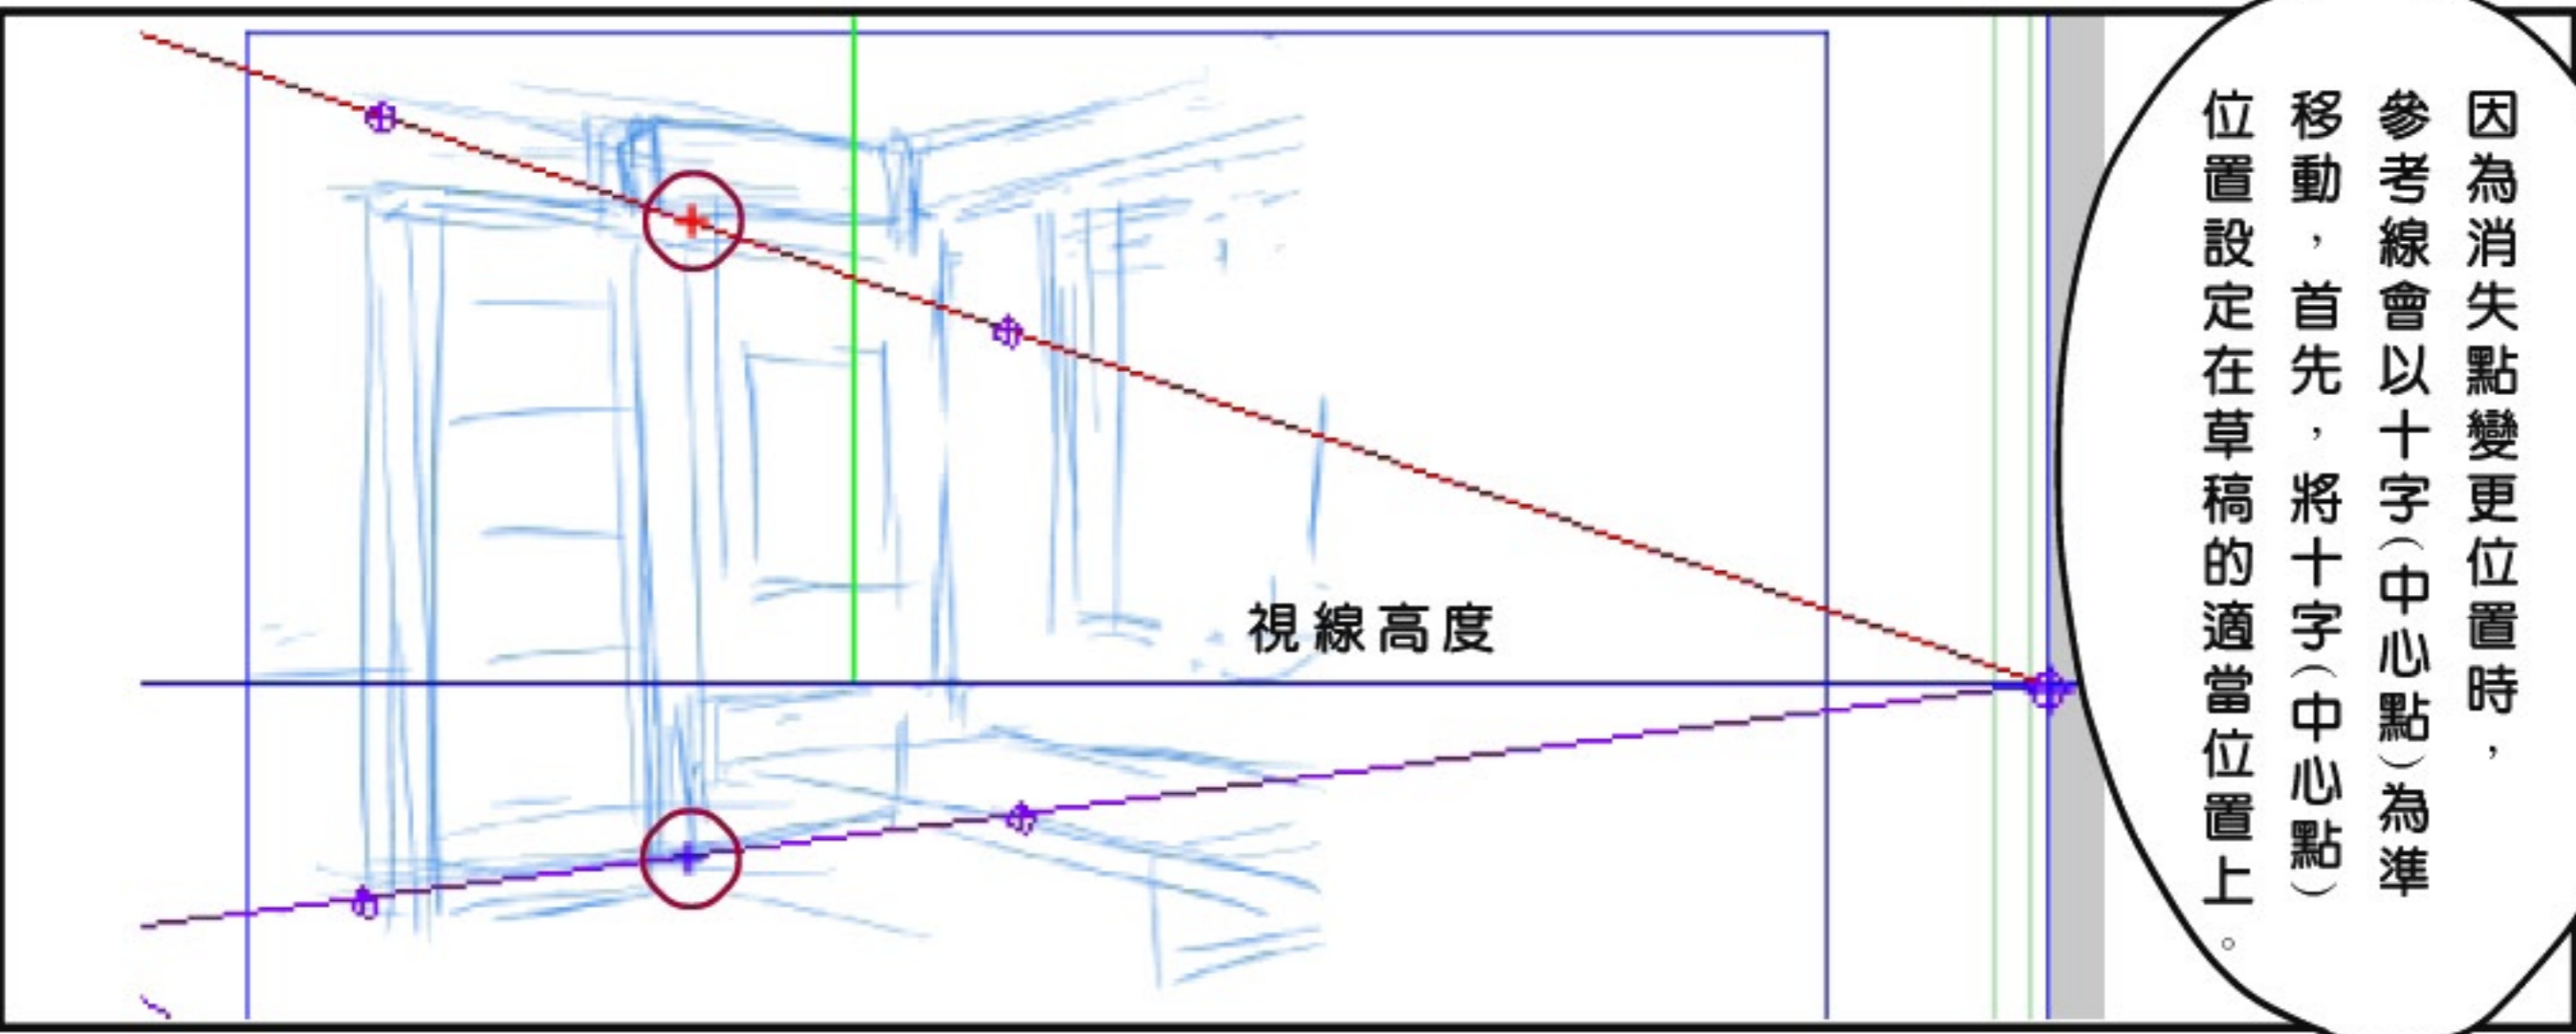 因為消失點變更位置時，
參考線會以十字（中心點）為準
移動，首先，將十字（中心點）
位置設定在草稿的適當位置上。
視線高度